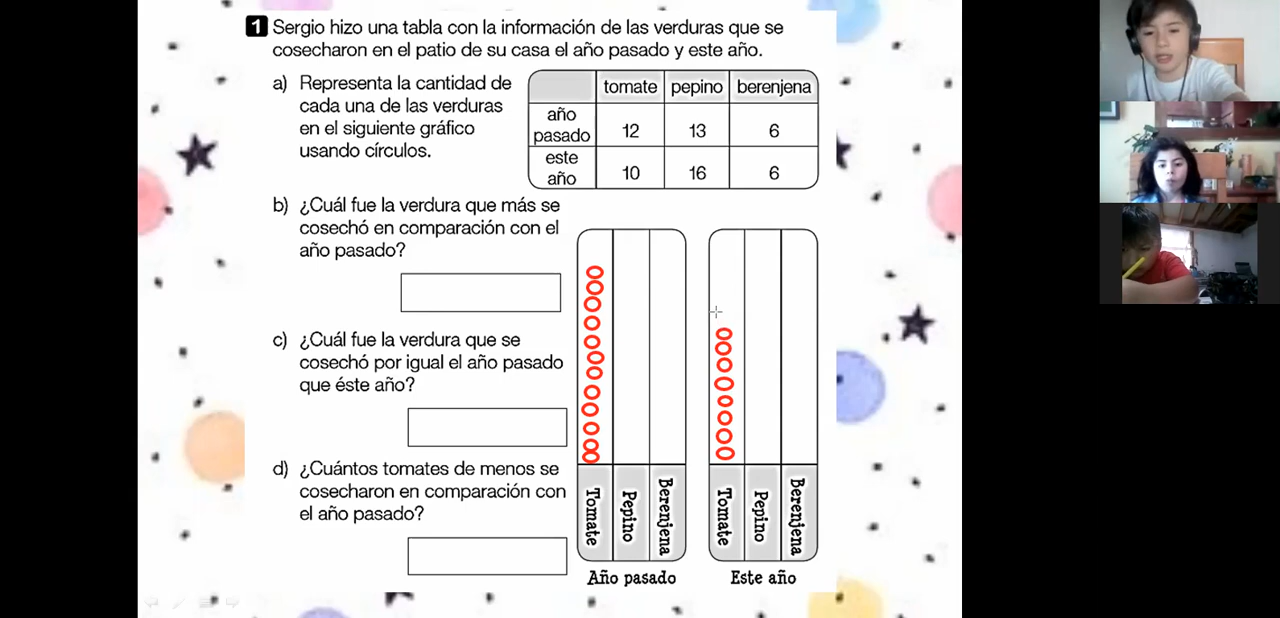 1 Sergio hizo una tabla con la información de las verduras que se
cosecharon en el patio de su casa el año pasado y este año.
a) Representa la cantidad de
cada una de las verduras
en el siguiente gráfico
usando círculos.
tomate pepino berenjena
año
pasado 12 13 6
este
año 10 16 6
b) ¿Cuál fue la verdura que más se
cosechó en comparación con el
año pasado?
c) ¿Cuál fue la verdura que se
cosechó por igual el año pasado
que éste año?
d) ¿Cuántos tomates de menos se
cosecharon en comparación con
el año pasado?
Tomate Pepino Berenjena
Año pasado
Tomate Pepino Berenjena
Este año